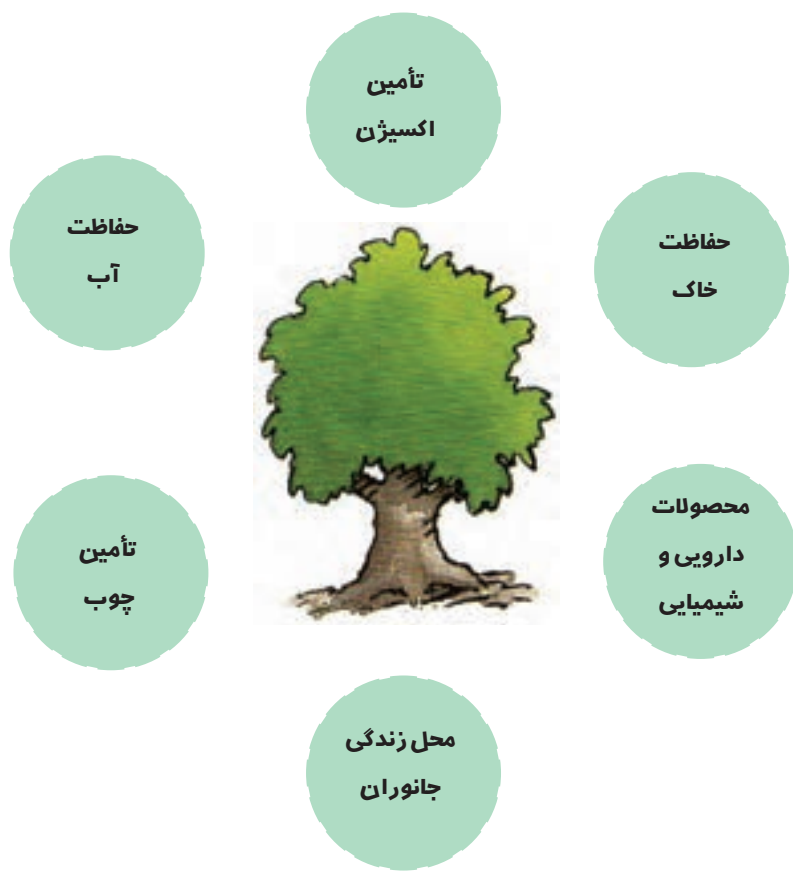 تأمین
اکسیژن
حفاظت
خاک
حفاظت
آب
محصولات
دارویی و
شیمیایی
تأمین
چوب
محل زندگی
جانوران